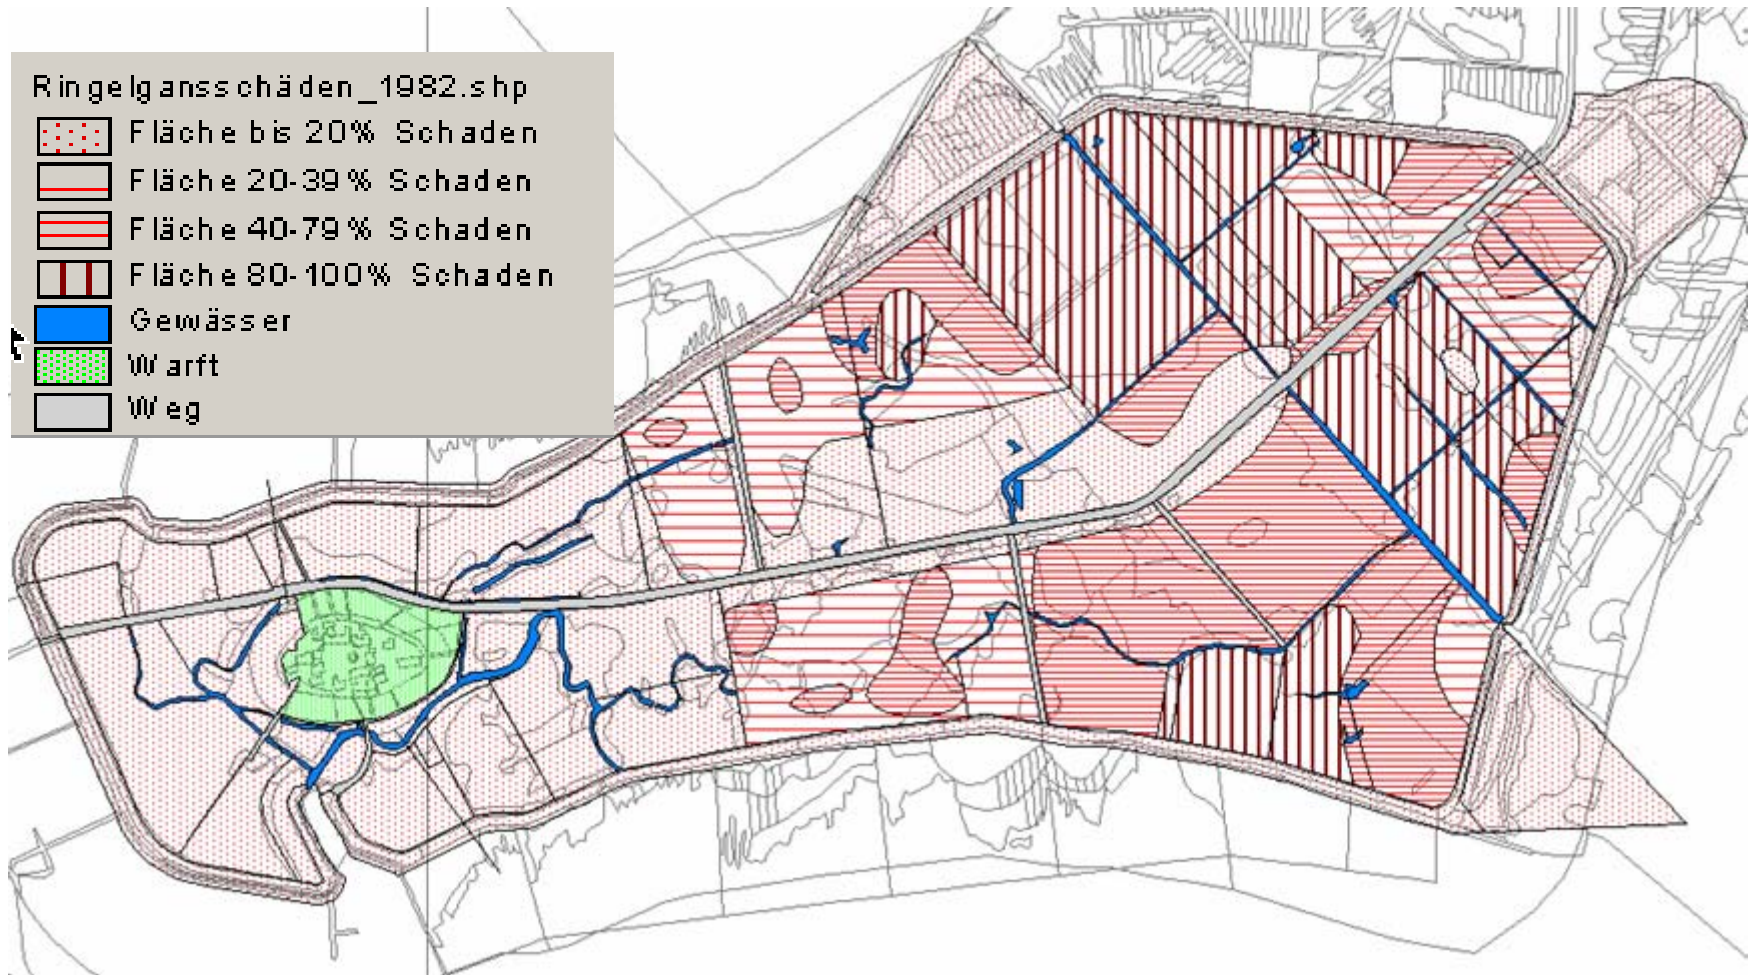 Ringelgansschäden_1982.shp
Fläche bis 20% Schaden
Fläche 20-39% Schaden
Fläche 40-79% Schaden
Fläche 80-100% Schaden
Gewässer
Warft
Weg